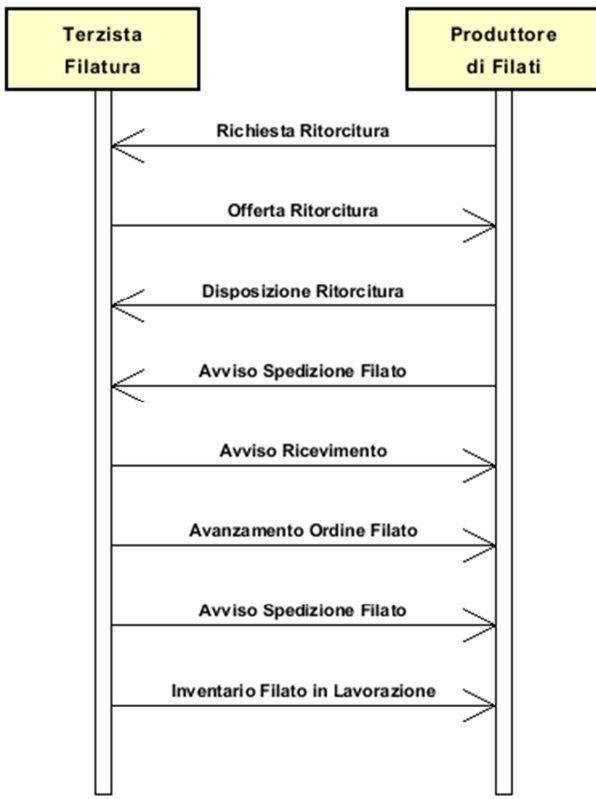 Terzista
Filatura
Produttore
di Filati
Richiesta Ritorcitura
Offerta Ritorcitura
Disposizione Ritorcitura
Avviso Spedizione Filato
Avviso Ricevimento
Avanzamento Ordine Filato
Avviso Spedizione Filato
Inventario Filato in Lavorazione